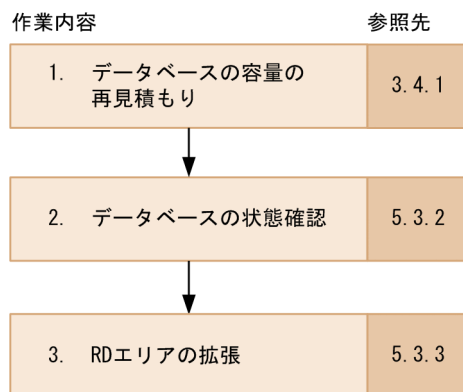 作業内容 参照先
1. データベースの容量の
再見積もり
3.4.1
2. データベースの状態確認 5.3.2
3. RDエリアの拡張 5.3.3